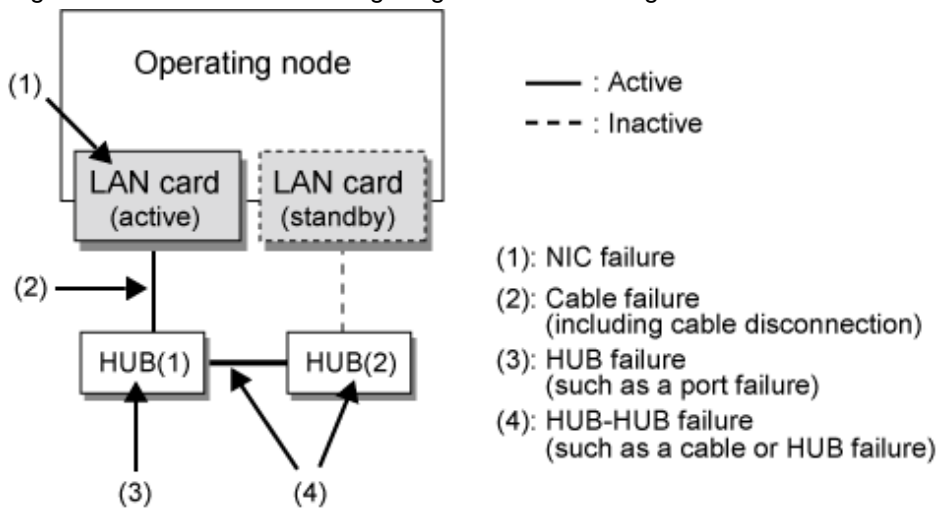 Operating node
(1)
LAN card
(active)
LAN card
(standby)
(2)
HUB(1)
HUB(2)
(3)
(4)
: Active
: Inactive
(1): NIC failure
(2): Cable failure
(including cable disconnection)
(3): HUB failure
(such as a port failure)
(4): HUB-HUB failure
(such as a cable or HUB failure)